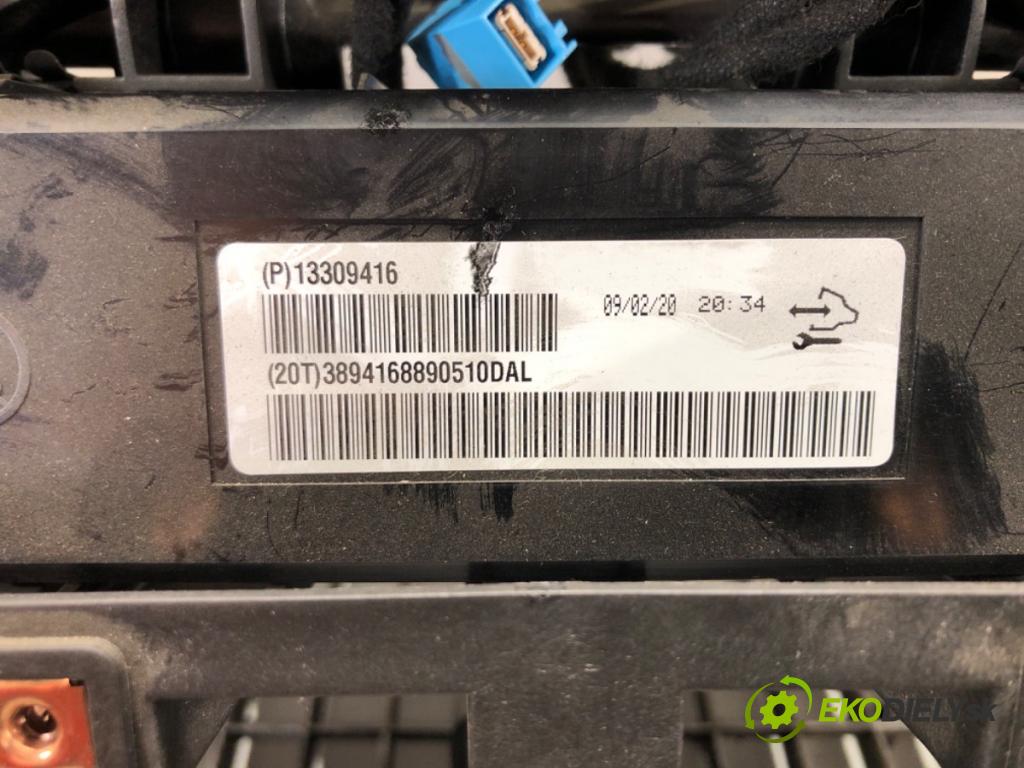 (P)13309416
09/02/20 20:34
(20T)3894168890510DAL
EKODIELY.SK